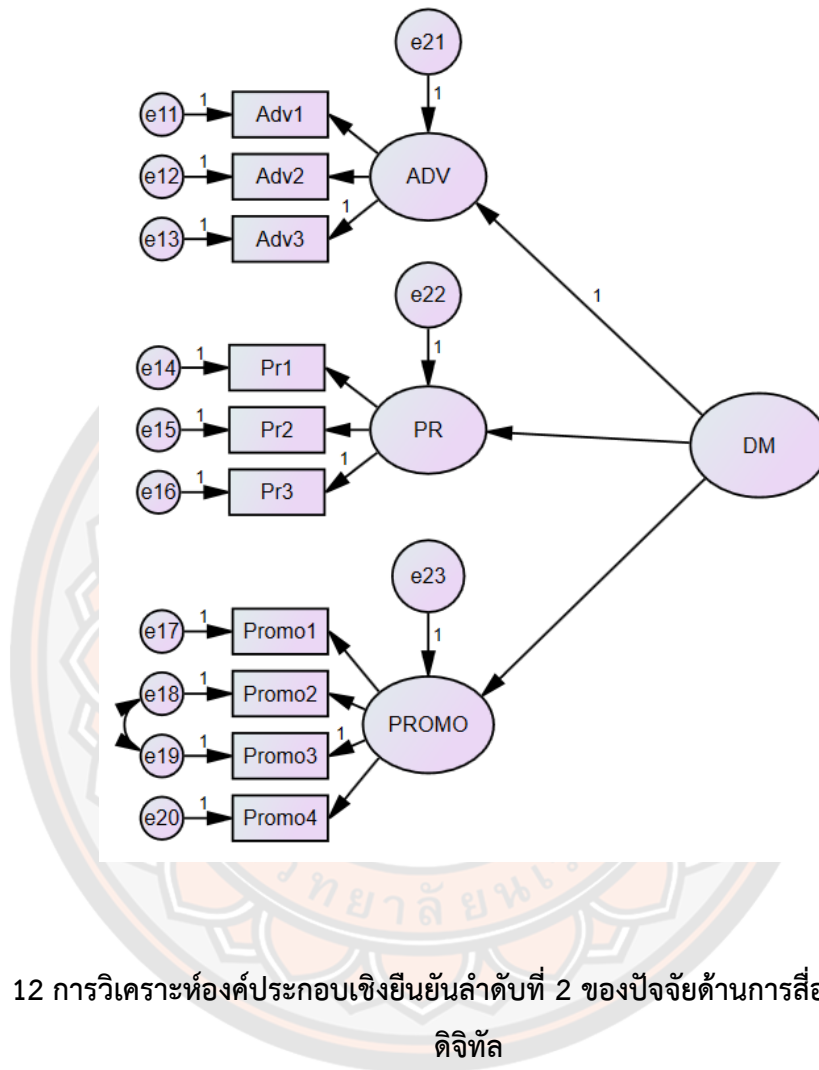 e21
1
e11 1 Adv1
e12 1 Adv2 ADV
e13 1 Adv3 1
e22 1
1
e14 1 Pr1
e15 1 Pr2 PR DM
e16 1 Pr3 1
e23
1
e17 1 Promo1
e18 1 Promo2
PROMO
e19 1 Promo3 1
e20 1 Promo4
12 การวิเคราะห์องค์ประกอบเชิงยืนยันลำดับที่ 2 ของปัจจัยด้านการสื่อ
ดิจิทัล